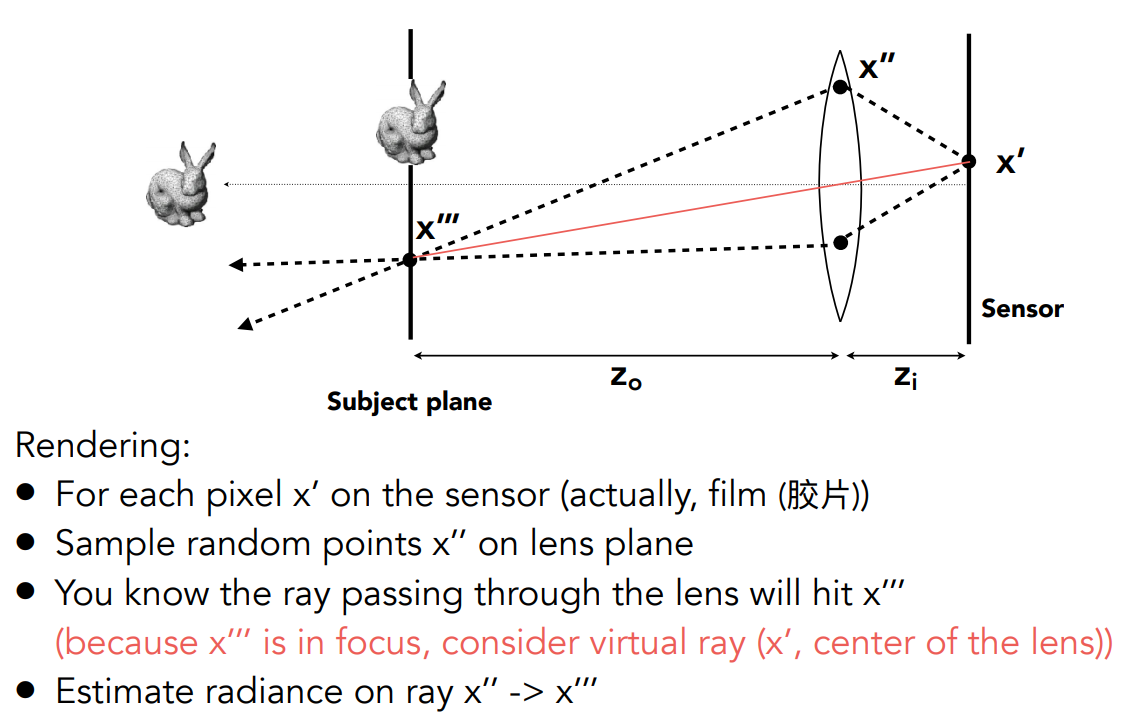 x′′
x′
x′′′
Sensor
zo
zi
Subject plane
Rendering:
● For each pixel x’ on the sensor (actually, film (胶片))
● Sample random points x’’ on lens plane
● You know the ray passing through the lens will hit x’’’
(because x’’’ is in focus, consider virtual ray (x’, center of the lens))
● Estimate radiance on ray x’’ -> x’’’